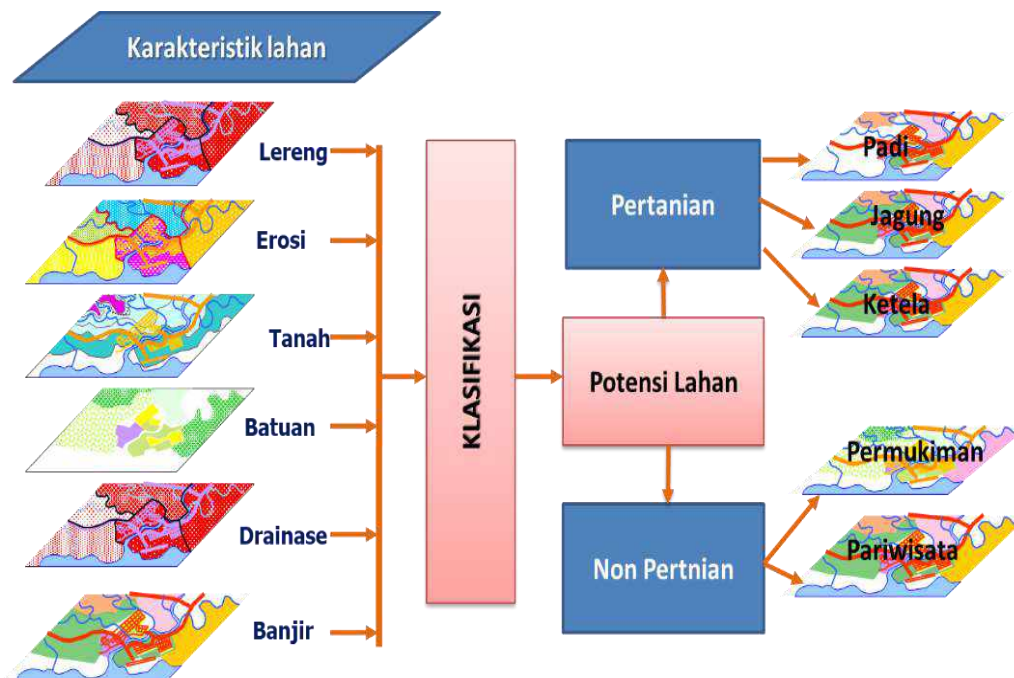 Karakteristik lahan
Lereng
Erosi
Tanah
Batuan
Drainase
Banjir
KLASIFIKASI
Potensi Lahan
Pertanian
Non Pertnian
Padi
Jagung
Ketela
Permukiman
Pariwisata